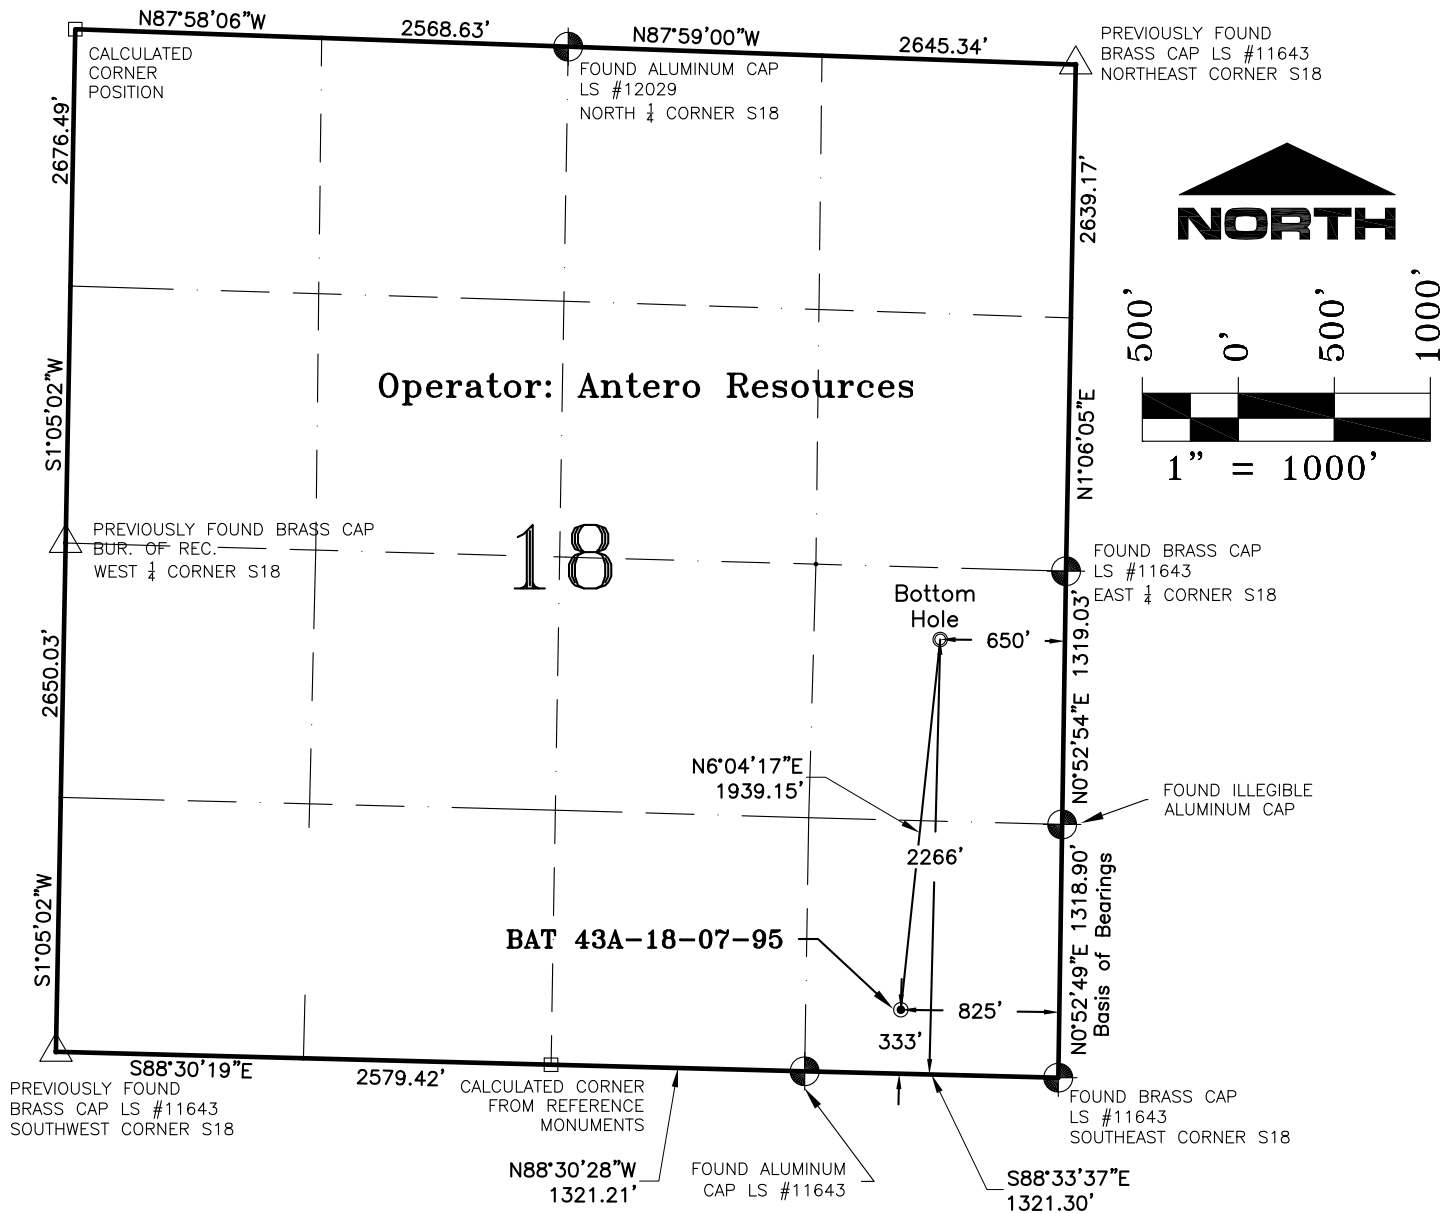 N87°58'06"W
2568.63'
N87°59'00"W
2645.34'
PREVIOUSLY FOUND
BRASS CAP LS #11643
NORTHEAST CORNER S18
CALCULATED
CORNER
POSITION
FOUND ALUMINUM CAP
LS #12029
NORTH 1/4 CORNER S18
2676.49'
2639.17'
NORTH
500'
0'
500'
1000'
1" = 1000'
Operator: Antero Resources
S1°05'02"W
N1°06'05"E
PREVIOUSLY FOUND BRASS CAP
BUR. OF REC.
WEST 1/4 CORNER S18
18
FOUND BRASS CAP
LS #11643
EAST 1/4 CORNER S18
Bottom
Hole
650'
2650.03'
N0°52'54"E 1319.03'
N6°04'17"E
1939.15'
FOUND ILLEGIBLE
ALUMINUM CAP
2266'
BAT 43A-18-07-95
S1°05'02"W
N0°52'49"E 1318.90'
Basis of Bearings
825'
333'
S88°30'19"E
2579.42'
PREVIOUSLY FOUND
BRASS CAP LS #11643
SOUTHWEST CORNER S18
CALCULATED CORNER
FROM REFERENCE
MONUMENTS
FOUND BRASS CAP
LS #11643
SOUTHEAST CORNER S18
N88°30'28"W
1321.21'
FOUND ALUMINUM
CAP LS #11643
S88°33'37"E
1321.30'